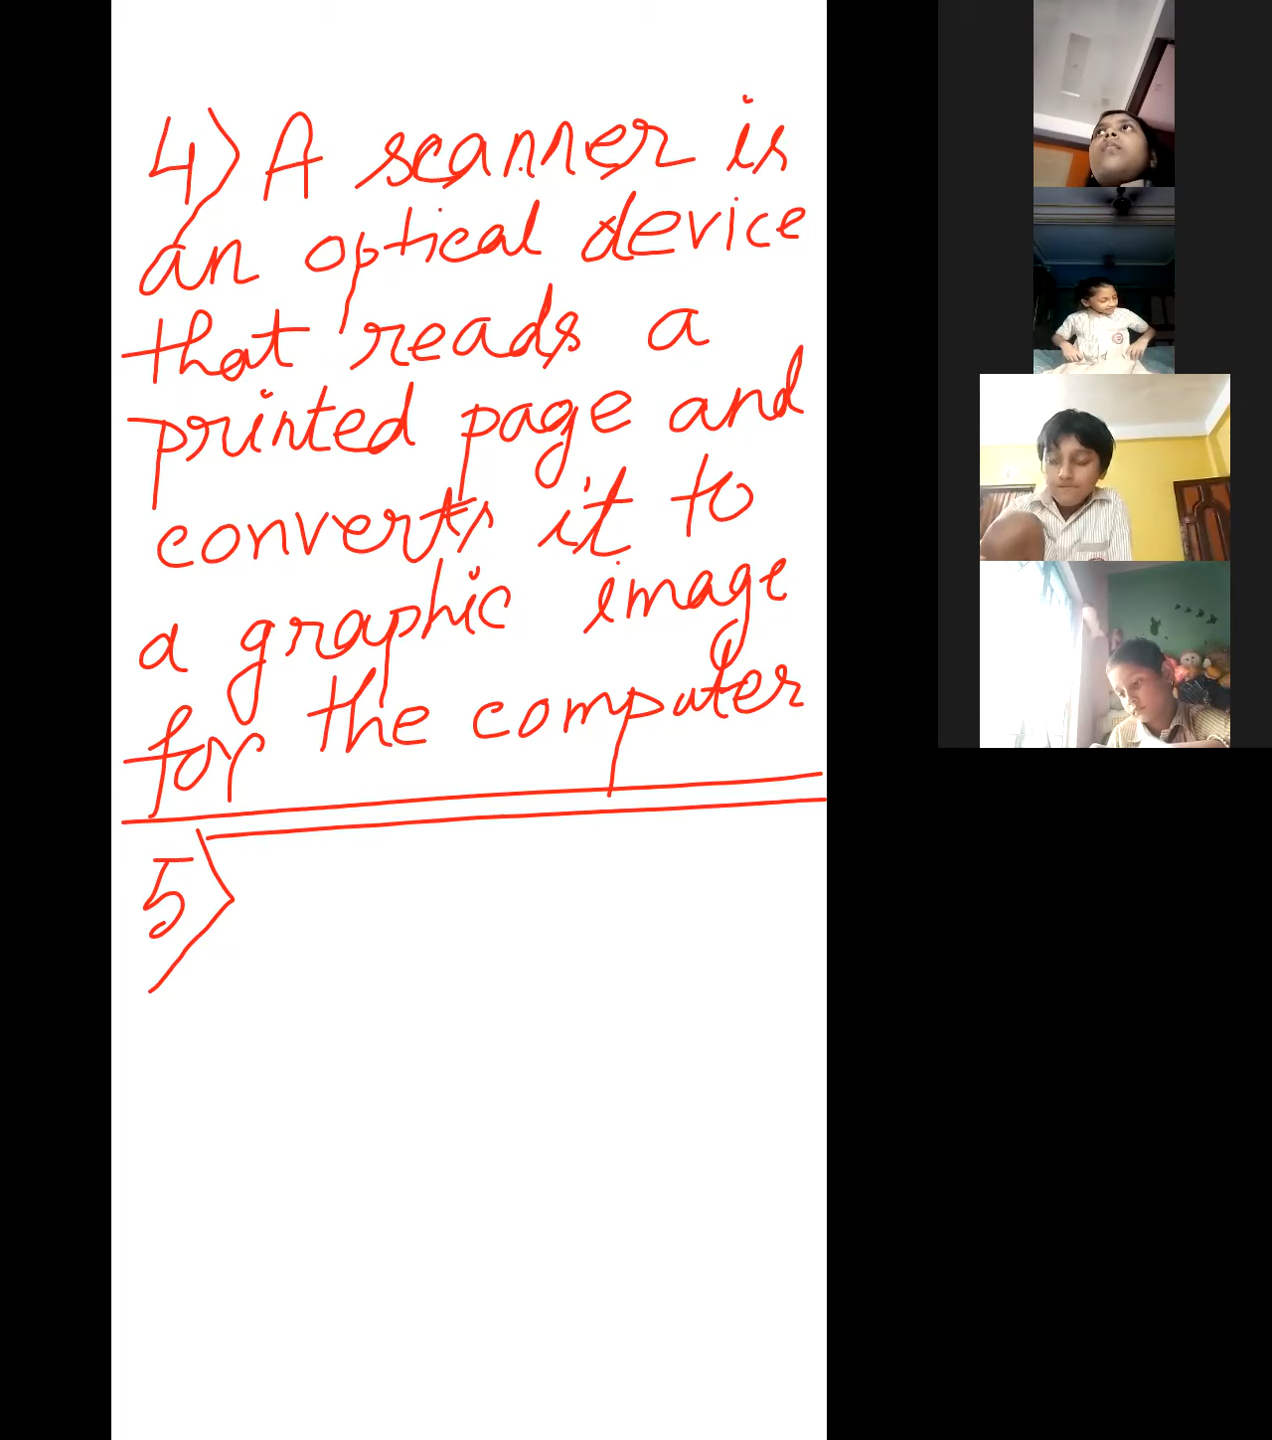 4) A scanner is
an optical device
that reads a
printed page and
converts it to
a graphic image
for the computer
5)